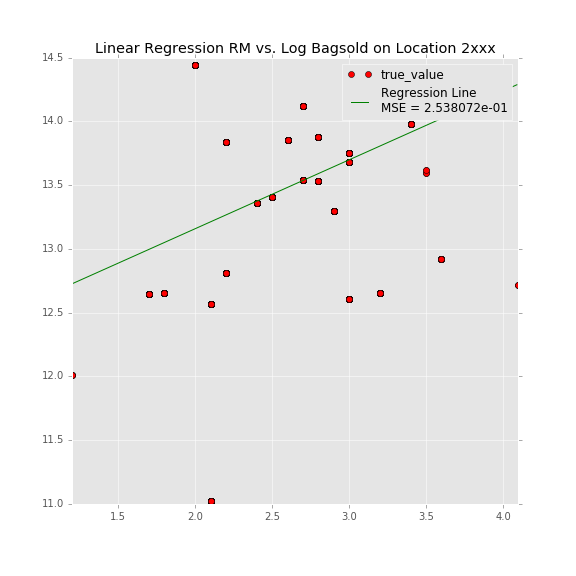 Linear Regression RM vs. Log Bagsold on Location 2xxx
14.5
14.0
13.5
13.0
12.5
12.0
11.5
11.0
true_value
Regression Line
MSE = 2.538072e-01
1.5 2.0 2.5 3.0 3.5 4.0